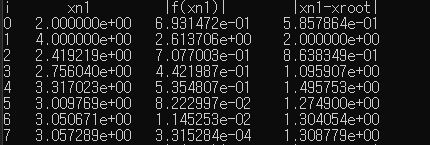 i xn1 |f(xn1)| |xn1-xroot|
0 2.000000e+00 6.931472e-01 5.857864e-01
1 4.000000e+00 2.613706e+00 2.000000e+00
2 2.419219e+00 7.077003e-01 8.638349e-01
3 2.756040e+00 4.421987e-01 1.095907e+00
4 3.317023e+00 5.354807e-01 1.495753e+00
5 3.009769e+00 8.222997e-02 1.274900e+00
6 3.050671e+00 1.145253e-02 1.304054e+00
7 3.057289e+00 3.315284e-04 1.308779e+00